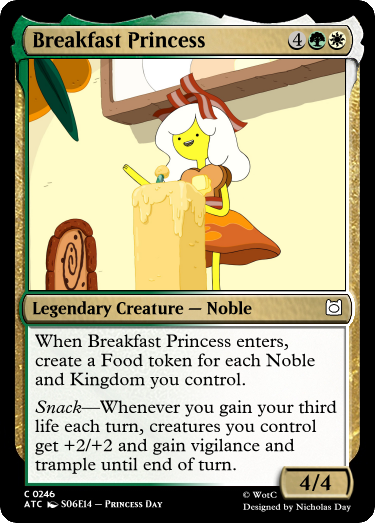 Breakfast Princess 4
Legendary Creature — Noble
When Breakfast Princess enters,
create a Food token for each Noble
and Kingdom you control.
Snack—Whenever you gain your third
life each turn, creatures you control
get +2/+2 and gain vigilance and
trample until end of turn.
4/4
C 0246
ATC S06E14 — Princess Day
© WotC
Designed by Nicholas Day